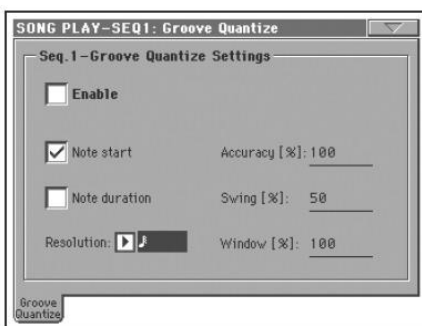 SONG PLAY-SEQ1: Groove Quantize
Seq.1-Groove Quantize Settings
Enable
Note start Accuracy [%]: 100
Note duration Swing [%]: 50
Resolution: Window [%]: 100
Groove
Quantize